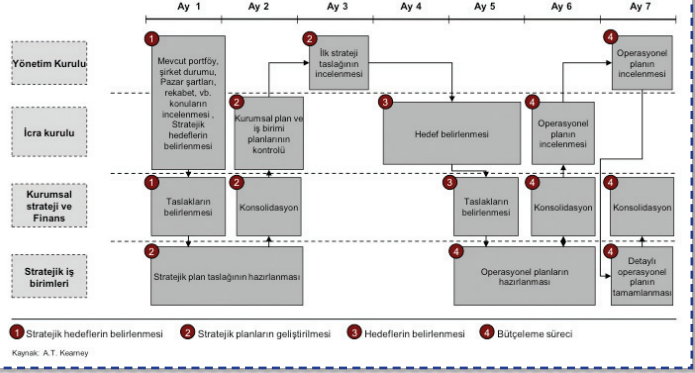 Ay 1 Ay 2 Ay 3 Ay 4 Ay 5 Ay 6 Ay 7
Yönetim Kurulu
1
Mevcut portföy,
şirket durumu,
Pazar şartları,
rekabet, vb.
konuların
incelenmesi ,
Stratejik
hedeflerin
belirlenmesi
2
İlk strateji
taslağının
incelenmesi
4
Operasyonel
planın
incelenmesi
İcra kurulu
2
Kurumsal plan ve
iş birimi
planlarının
kontrolü
3
Hedef belirlenmesi
4
Operasyonel
planın
incelenmesi
Kurumsal
strateji ve
Finans
1
Taslakların
belirlenmesi
2
Konsolidasyon
3
Taslakların
belirlenmesi
4
Konsolidasyon
4
Konsolidasyon
Stratejik iş
birimleri
2
Stratejik plan taslağının hazırlanması
4
Operasyonel planların
hazırlanması
4
Detaylı
operasyonel
planın
tamamlanması
1 Stratejik hedeflerin belirlenmesi 2 Stratejik planların geliştirilmesi 3 Hedeflerin belirlenmesi 4 Bütçeleme süreci
Kaynak: A.T. Kearney